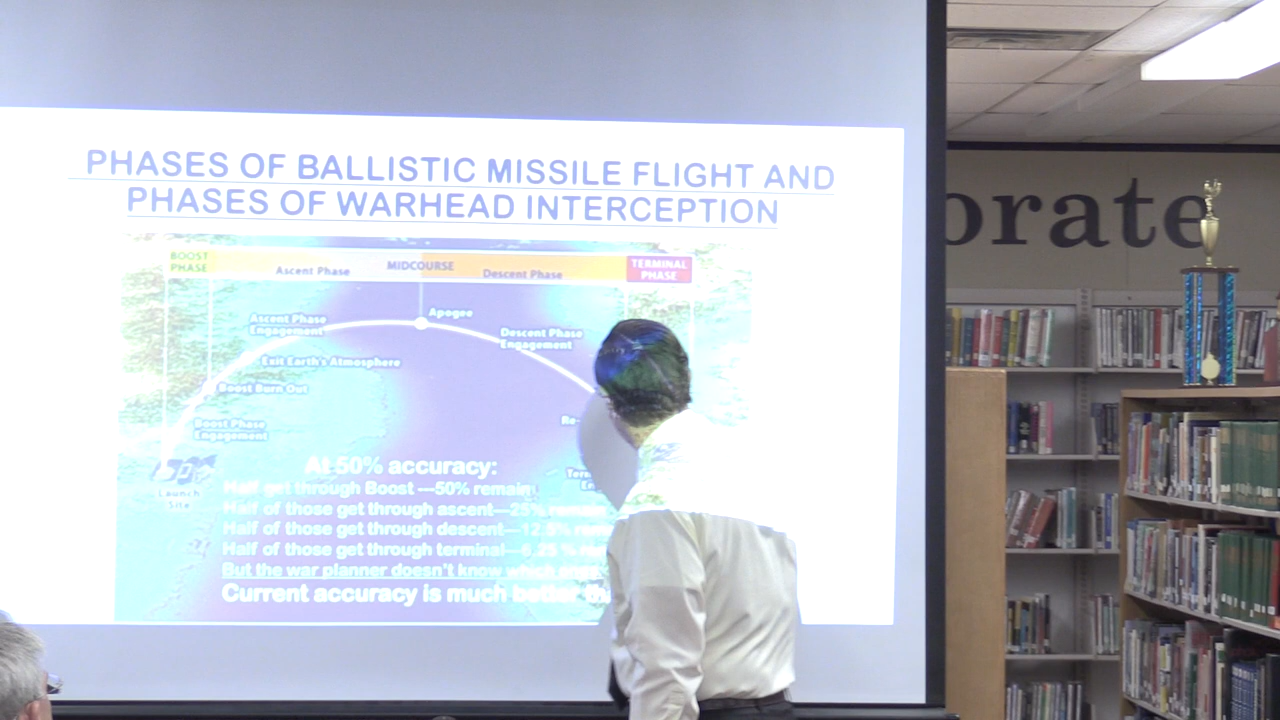 PHASES OF BALLISTIC MISSILE FLIGHT AND
PHASES OF WARHEAD INTERCEPTION
BOOST
PHASE
Ascent Phase
MIDCOURSE
Descent Phase
TERMINAL
PHASE
Apogee
Ascent Phase
Engagement
Descent Phase
Engagement
Exit Earth's Atmosphere
Boost Burn Out
Boost Phase
Engagement
Re-
Launch
Site
At 50% accuracy:
Half get through Boost —50% remain
Half of those get through ascent—25% remain
Half of those get through descent—12.5%
Half of those get through terminal—6.25 %
But the war planner doesn't know which ones
Current accuracy is much better
orate